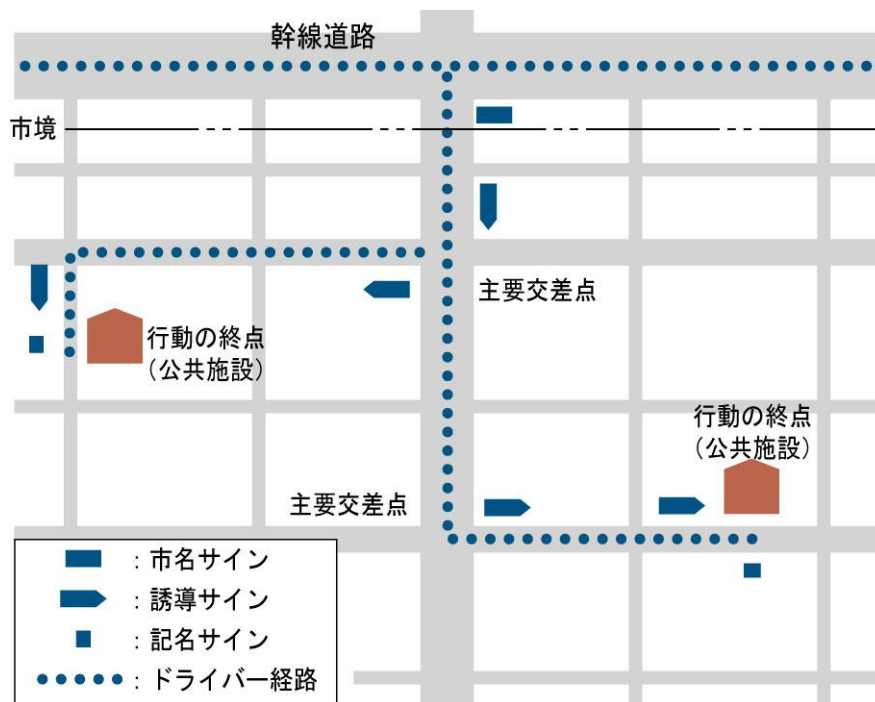 幹線道路
市境
主要交差点
行動の終点
（公共施設）
行動の終点
（公共施設）
主要交差点
：市名サイン
：誘導サイン
：記名サイン
：ドライバー経路